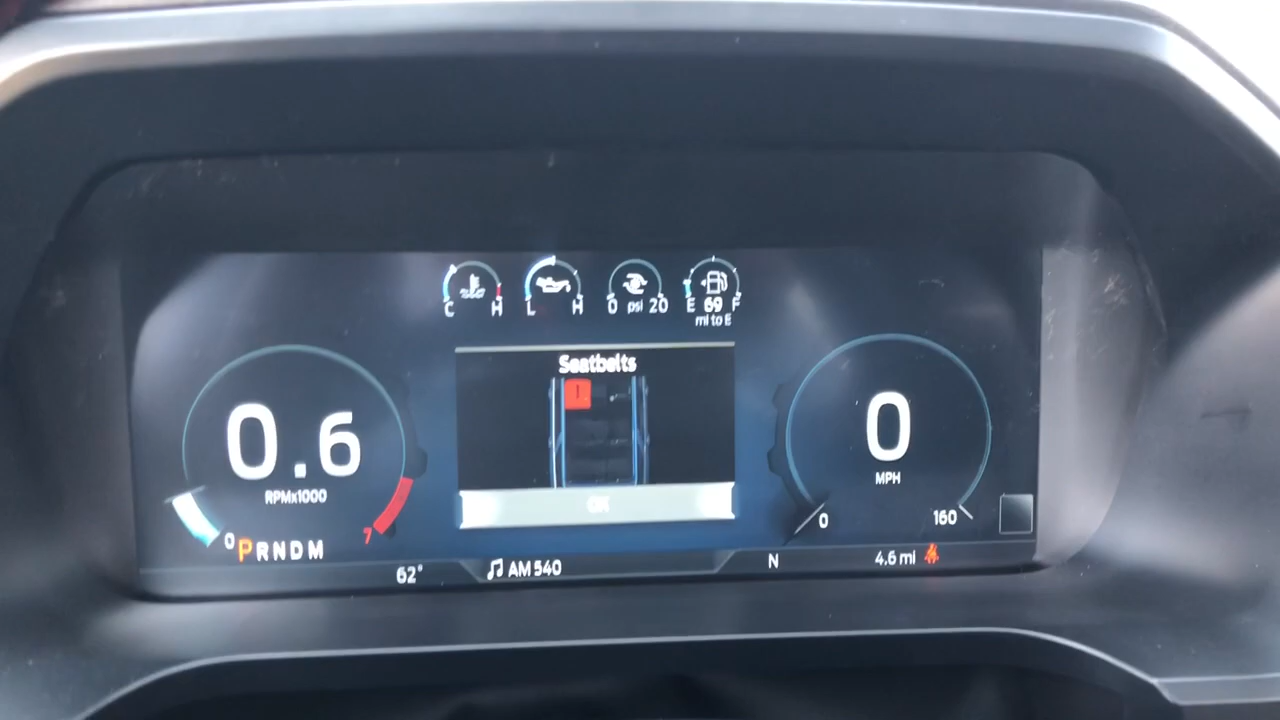 C H
L H
0 psi 20
E 69 F
mi to E
Seatbelts
!
OK
0.6
RPMx1000
0
7
PRNDM
0
MPH
0
160
62°
AM 540
N
4.6 mi